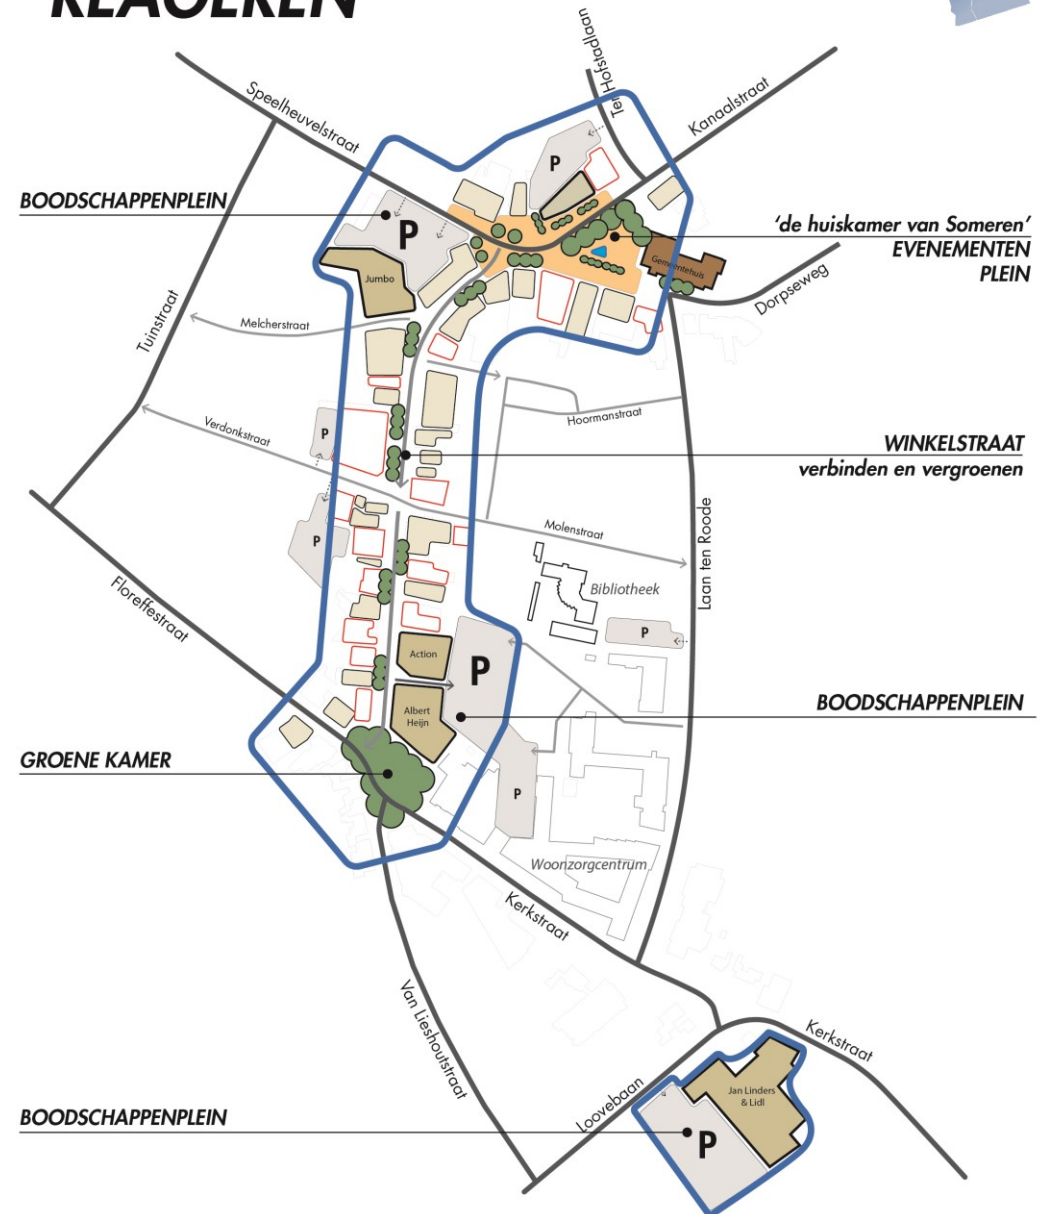 REAGEREN
Ter Hofstadlaan
Speelheuvelstraat
Kanaalstraat
P
BOODSCHAPPENPLEIN
P
'de huiskamer van Someren'
EVENEMENTEN
PLEIN
Gemeentehuis
Jumbo
Dorpseweg
Tuinstraat
Melcherstraat
Hoormanstraat
Verdonkstraat
P
WINKELSTRAAT
verbinden en vergroenen
Molenstraat
Laan ten Roode
P
Bibliotheek
Floreffestraat
P
Action
P
BOODSCHAPPENPLEIN
Albert
Heijn
GROENE KAMER
P
Woonzorgcentrum
Kerkstraat
Van Lieshoutstraat
Kerkstraat
Jan Linders
& Lidl
Loovebaan
BOODSCHAPPENPLEIN
P